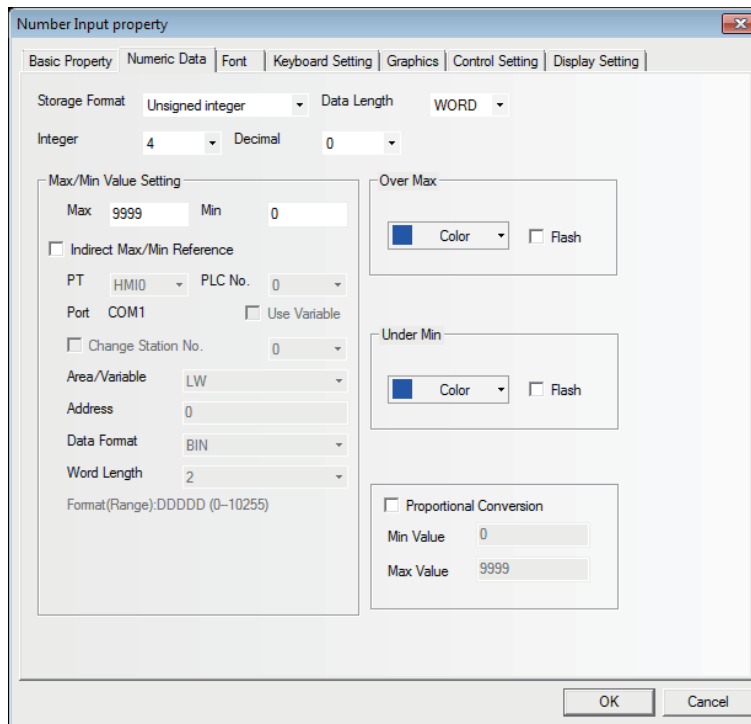 Number Input property
Basic Property Numeric Data Font Keyboard Setting Graphics Control Setting Display Setting
Storage Format Unsigned integer Data Length WORD
Integer 4 Decimal 0
Max/Min Value Setting
Max 9999 Min 0
Indirect Max/Min Reference
PT HMI0 PLC No. 0
Port COM1 Use Variable
Change Station No. 0
Area/Variable LW
Address 0
Data Format BIN
Word Length 2
Format(Range):DDDDD (0~10255)
Over Max
Color Flash
Under Min
Color Flash
Proportional Conversion
Min Value 0
Max Value 9999
OK Cancel